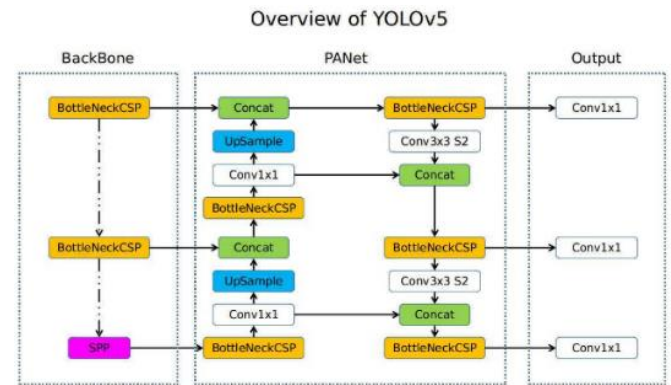 Overview of YOLOv5
BackBone PANet Output
BottleNeckCSP Concat BottleNeckCSP Conv1x1
UpSample Conv3x3 S2
Conv1x1 Concat
BottleNeckCSP
BottleNeckCSP Concat BottleNeckCSP Conv1x1
UpSample Conv3x3 S2
Conv1x1 Concat
SPP BottleNeckCSP BottleNeckCSP Conv1x1